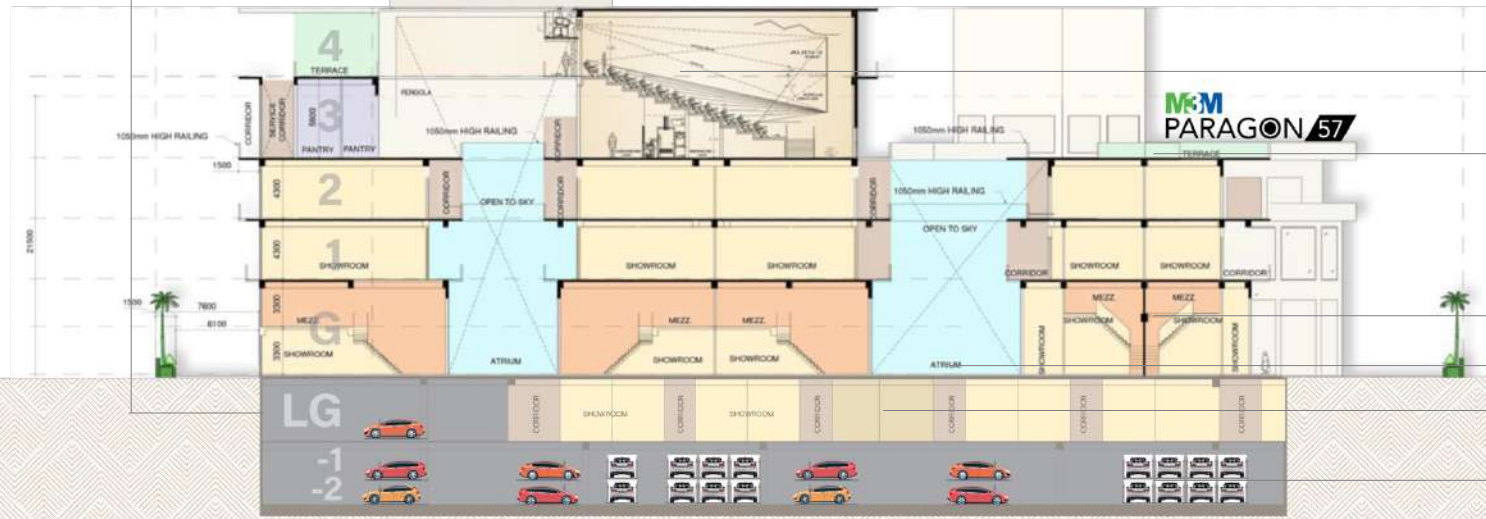 4
TERRACE
PERGOLA
CORRIDOR
SERVICE CORRIDOR
5800
3
PANTRY
PANTRY
1050mm HIGH RAILING
1050mm HIGH RAILING
CORRIDOR
1050mm HIGH RAILING
M3M
PARAGON 57
TERRACE
1500
4300
2
CORRIDOR
OPEN TO SKY
CORRIDOR
CORRIDOR
1050mm HIGH RAILING
OPEN TO SKY
21500
4300
1
SHOWROOM
SHOWROOM
SHOWROOM
CORRIDOR
SHOWROOM
SHOWROOM
CORRIDOR
1500
7600
6100
3300
MEZZ.
G
3300
SHOWROOM
ATRIUM
MEZZ.
MEZZ.
SHOWROOM
SHOWROOM
ATRIUM
SHOWROOM
MEZZ.
SHOWROOM
MEZZ.
SHOWROOM
SHOWROOM
LG
CORRIDOR
SHOWROOM
CORRIDOR
SHOWROOM
CORRIDOR
CORRIDOR
CORRIDOR
CORRIDOR
-1
-2